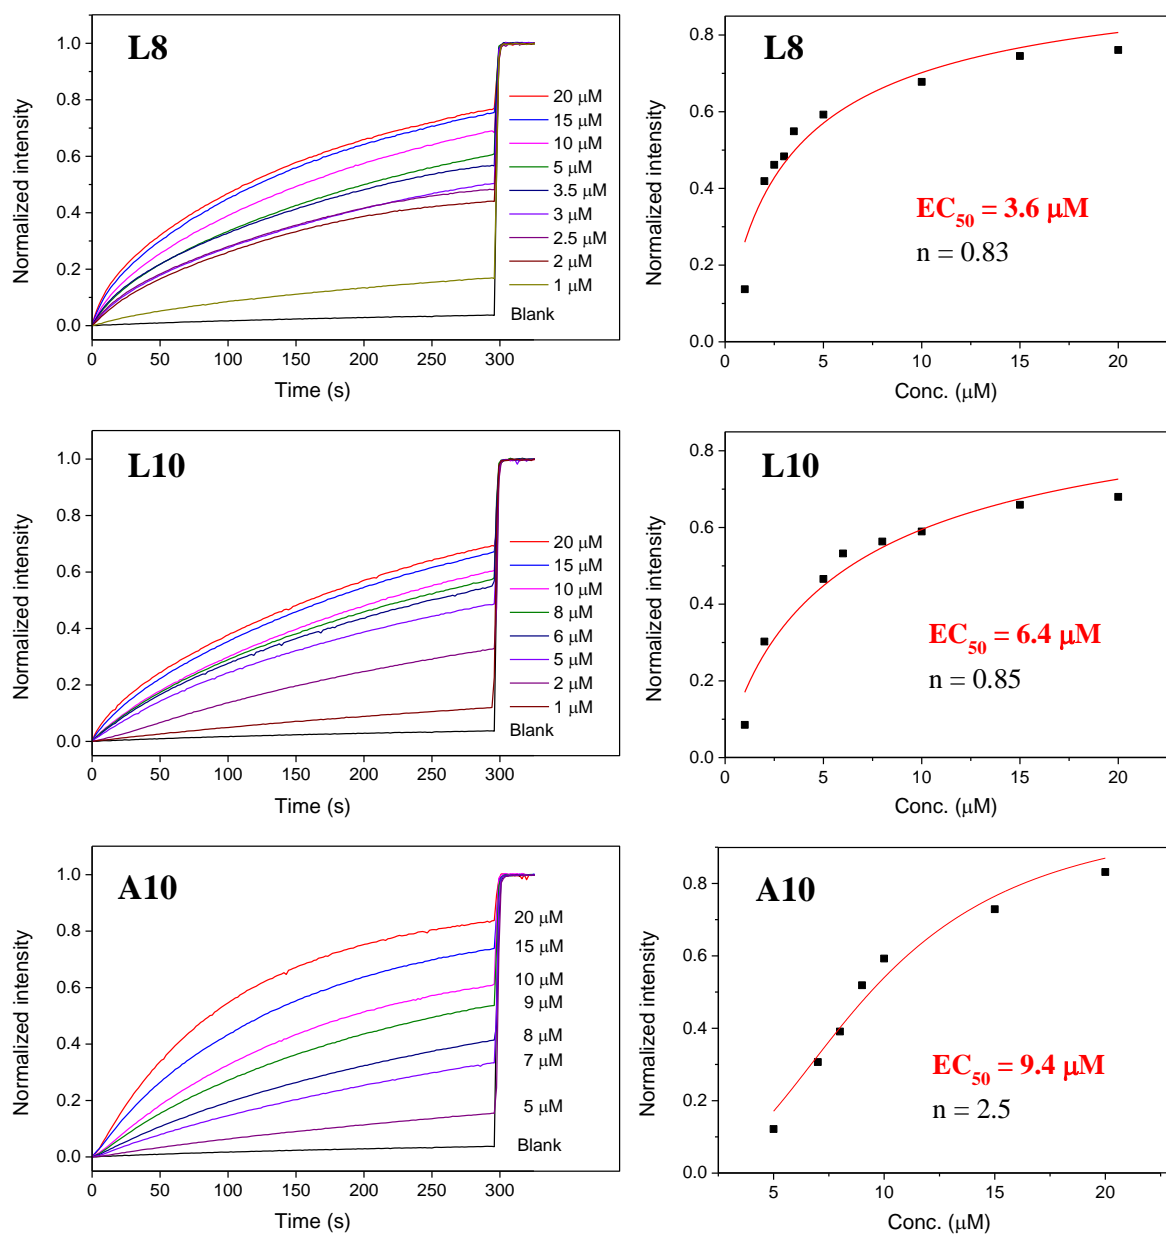 L8
Normalized intensity
1.0
0.8
0.6
0.4
0.2
0.0
20 μM
15 μM
10 μM
5 μM
3.5 μM
3 μM
2.5 μM
2 μM
1 μM
Blank
0 50 100 150 200 250 300
Time (s)
L8
Normalized intensity
0.8
0.6
0.4
0.2
0.0
EC50 = 3.6 μM
n = 0.83
5 10 15 20
Conc. (μM)
L10
Normalized intensity
1.0
0.8
0.6
0.4
0.2
0.0
20 μM
15 μM
10 μM
8 μM
6 μM
5 μM
2 μM
1 μM
Blank
0 50 100 150 200 250 300
Time (s)
L10
Normalized intensity
0.8
0.6
0.4
0.2
0.0
EC50 = 6.4 μM
n = 0.85
0 5 10 15 20
Conc. (μM)
A10
Normalized intensity
1.0
0.8
0.6
0.4
0.2
0.0
20 μM
15 μM
10 μM
9 μM
8 μM
7 μM
5 μM
Blank
0 50 100 150 200 250 300
Time (s)
A10
Normalized intensity
0.8
0.6
0.4
0.2
0.0
EC50 = 9.4 μM
n = 2.5
5 10 15 20
Conc. (μM)